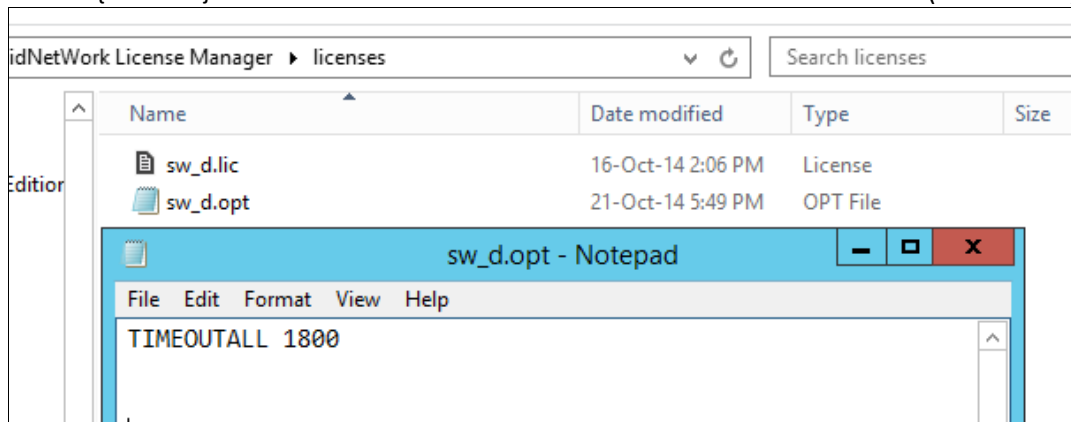 idNetWork License Manager ▸ licenses Search licenses
Name Date modified Type Size
sw_d.lic 16-Oct-14 2:06 PM License
Edition
sw_d.opt 21-Oct-14 5:49 PM OPT File
sw_d.opt - Notepad
File Edit Format View Help
TIMEOUTALL 1800